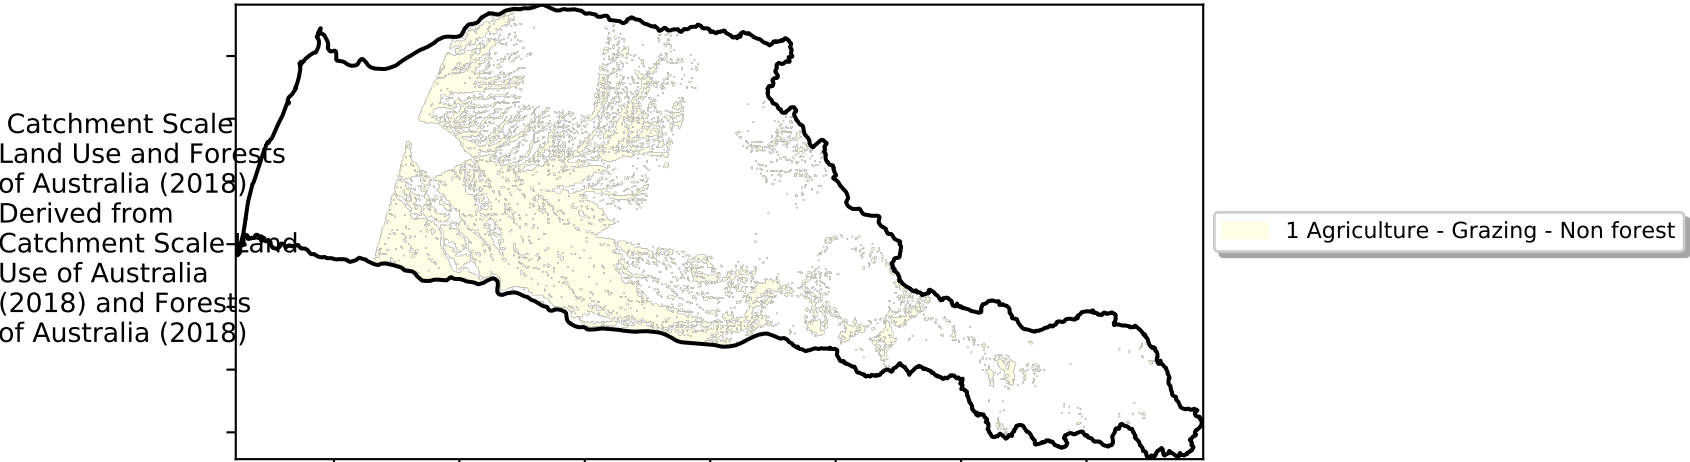 Catchment Scale
Land Use and Forests
of Australia (2018)
Derived from
Catchment Scale Land
Use of Australia
(2018) and Forests
of Australia (2018)
1 Agriculture - Grazing - Non forest